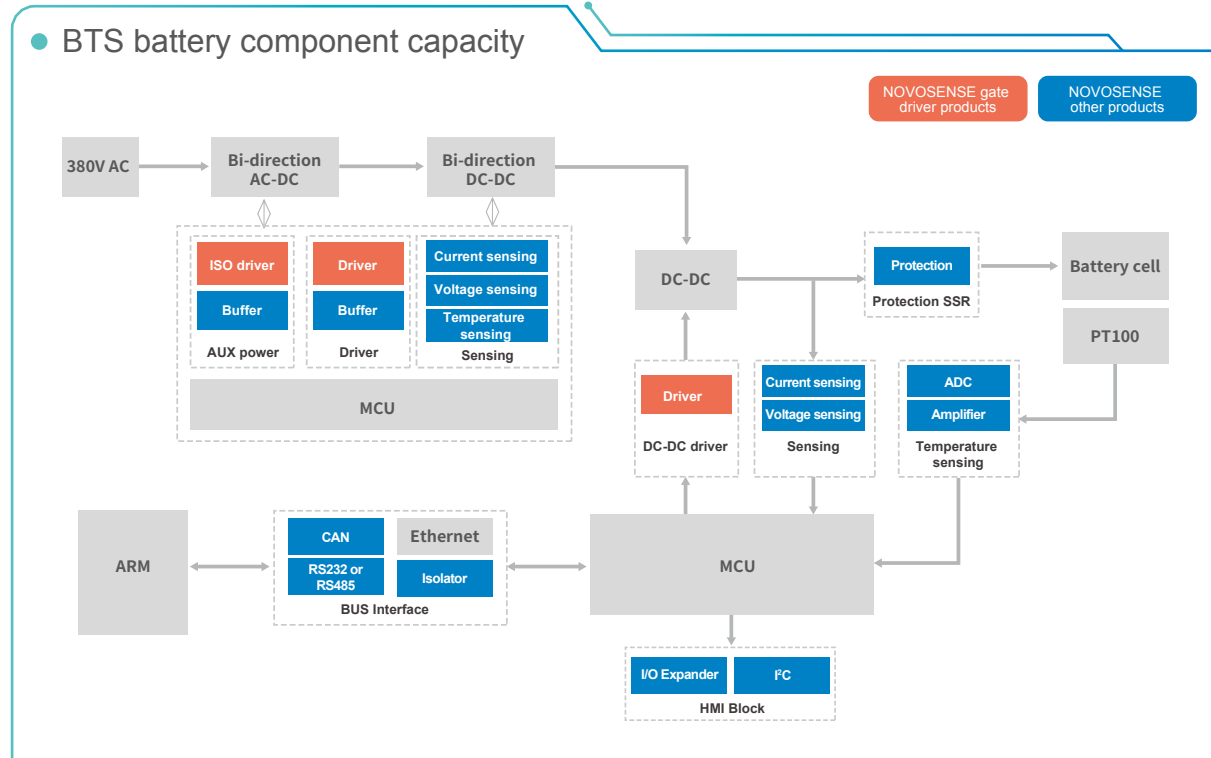 BTS battery component capacity
NOVOSENSE gate
driver products
NOVOSENSE
other products
380V AC
Bi-direction
AC-DC
Bi-direction
DC-DC
ISO driver
Buffer
AUX power
Driver
Buffer
Driver
Current sensing
Voltage sensing
Temperature
sensing
Sensing
MCU
DC-DC
Protection
Protection SSR
Battery cell
PT100
Driver
DC-DC driver
Current sensing
Voltage sensing
Sensing
ADC
Amplifier
Temperature
sensing
ARM
CAN
Ethernet
RS232 or
RS485
Isolator
BUS Interface
MCU
I/O Expander
I²C
HMI Block